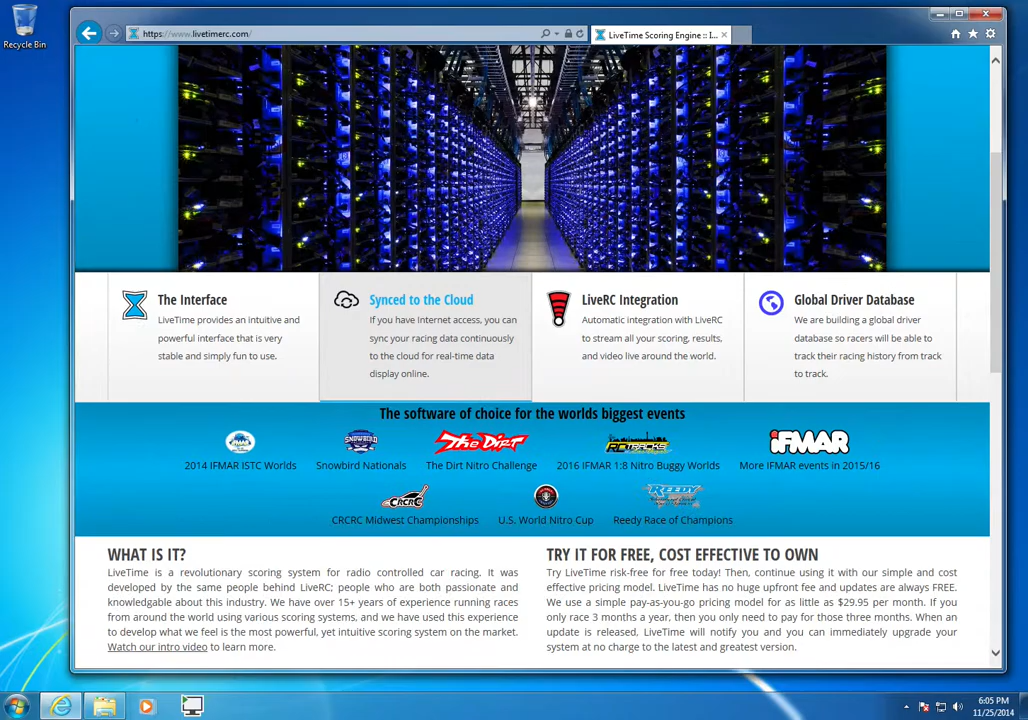 Recycle Bin
https://www.livetimerc.com/
LiveTime Scoring Engine :: I...
The Interface
LiveTime provides an intuitive and
powerful interface that is very
stable and simply fun to use.
Synced to the Cloud
If you have Internet access, you can
sync your racing data continuously
to the cloud for real-time data
display online.
LiveRC Integration
Automatic integration with LiveRC
to stream all your scoring, results,
and video live around the world.
Global Driver Database
We are building a global driver
database so racers will be able to
track their racing history from track
to track.
The software of choice for the worlds biggest events
SNOWBIRD
The Dirt
RCTRACKS
iFMAR
2014 IFMAR ISTC Worlds
Snowbird Nationals
The Dirt Nitro Challenge
2016 IFMAR 1:8 Nitro Buggy Worlds
More IFMAR events in 2015/16
CRCRC
REEDY
CRCRC Midwest Championships
U.S. World Nitro Cup
Reedy Race of Champions
WHAT IS IT?
LiveTime is a revolutionary scoring system for radio controlled car racing. It was
developed by the same people behind LiveRC; people who are both passionate and
knowledgable about this industry. We have over 15+ years of experience running races
from around the world using various scoring systems, and we have used this experience
to develop what we feel is the most powerful, yet intuitive scoring system on the market.
Watch our intro video to learn more.
TRY IT FOR FREE, COST EFFECTIVE TO OWN
Try LiveTime risk-free for free today! Then, continue using it with our simple and cost
effective pricing model. LiveTime has no huge upfront fee and updates are always FREE.
We use a simple pay-as-you-go pricing model for as little as $29.95 per month. If you
only race 3 months a year, then you only need to pay for those three months. When an
update is released, LiveTime will notify you and you can immediately upgrade your
system at no charge to the latest and greatest version.
6:05 PM
11/25/2014